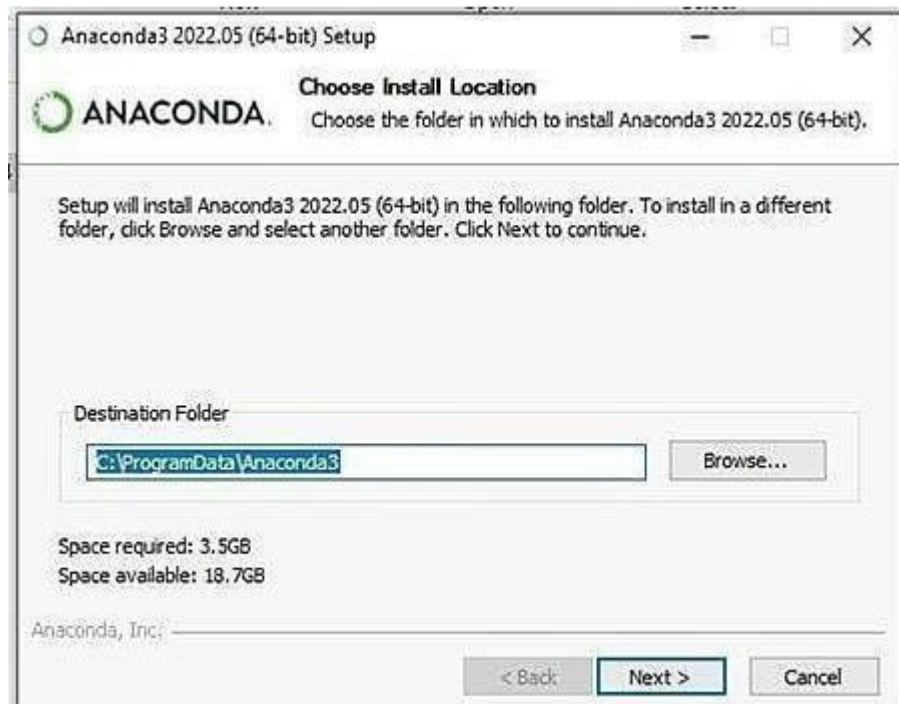 Anaconda3 2022.05 (64-bit) Setup
ANACONDA.
Choose Install Location
Choose the folder in which to install Anaconda3 2022.05 (64-bit).
Setup will install Anaconda3 2022.05 (64-bit) in the following folder. To install in a different
folder, click Browse and select another folder. Click Next to continue.
Destination Folder
C:\ProgramData\Anaconda3
Browse...
Space required: 3.5GB
Space available: 18.7GB
Anaconda, Inc.
< Back
Next >
Cancel